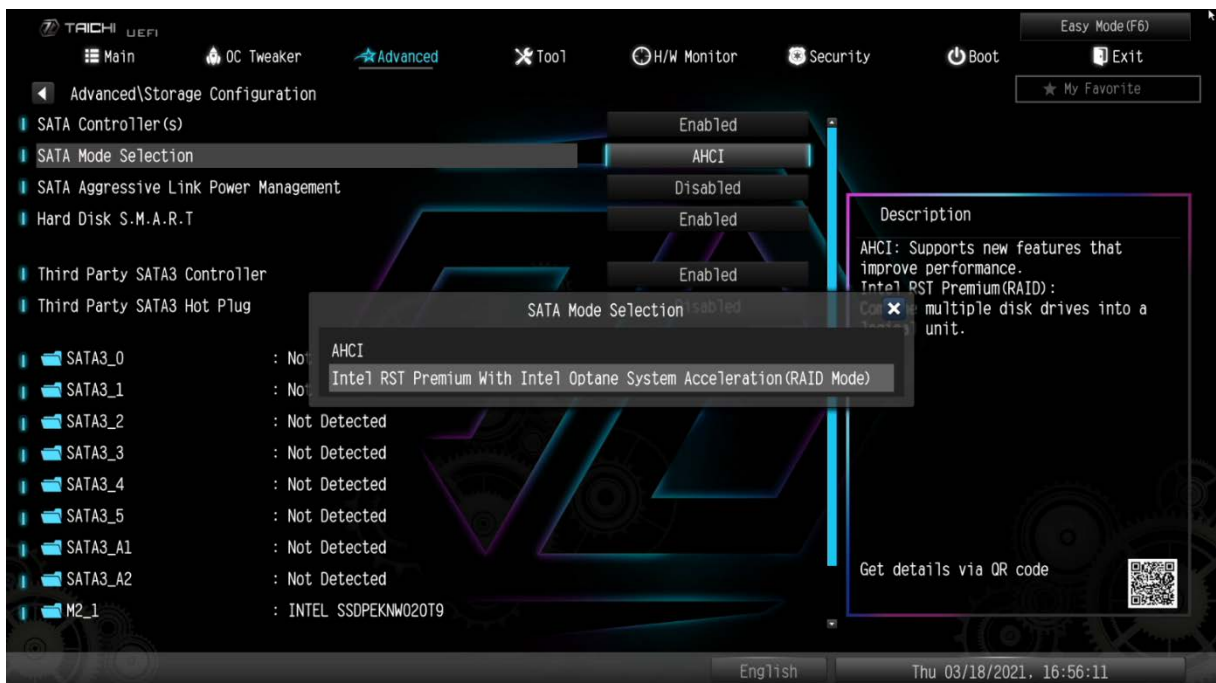 TAICHI UEFI
Easy Mode(F6)
Main OC Tweaker Advanced Tool H/W Monitor Security Boot Exit
Advanced\Storage Configuration
My Favorite
SATA Controller(s) Enabled
SATA Mode Selection AHCI
SATA Aggressive Link Power Management Disabled
Hard Disk S.M.A.R.T Enabled
Third Party SATA3 Controller Enabled
Third Party SATA3 Hot Plug
SATA Mode Selection
AHCI
Intel RST Premium With Intel Optane System Acceleration(RAID Mode)
SATA3_0 :
SATA3_1 :
SATA3_2 : Not Detected
SATA3_3 : Not Detected
SATA3_4 : Not Detected
SATA3_5 : Not Detected
SATA3_A1 : Not Detected
SATA3_A2 : Not Detected
M2_1 : INTEL SSDPEKNW020T9
Description
AHCI: Supports new features that
improve performance.
Intel RST Premium(RAID):
multiple disk drives into a
unit.
Get details via QR code
English
Thu 03/18/2021, 16:56:11